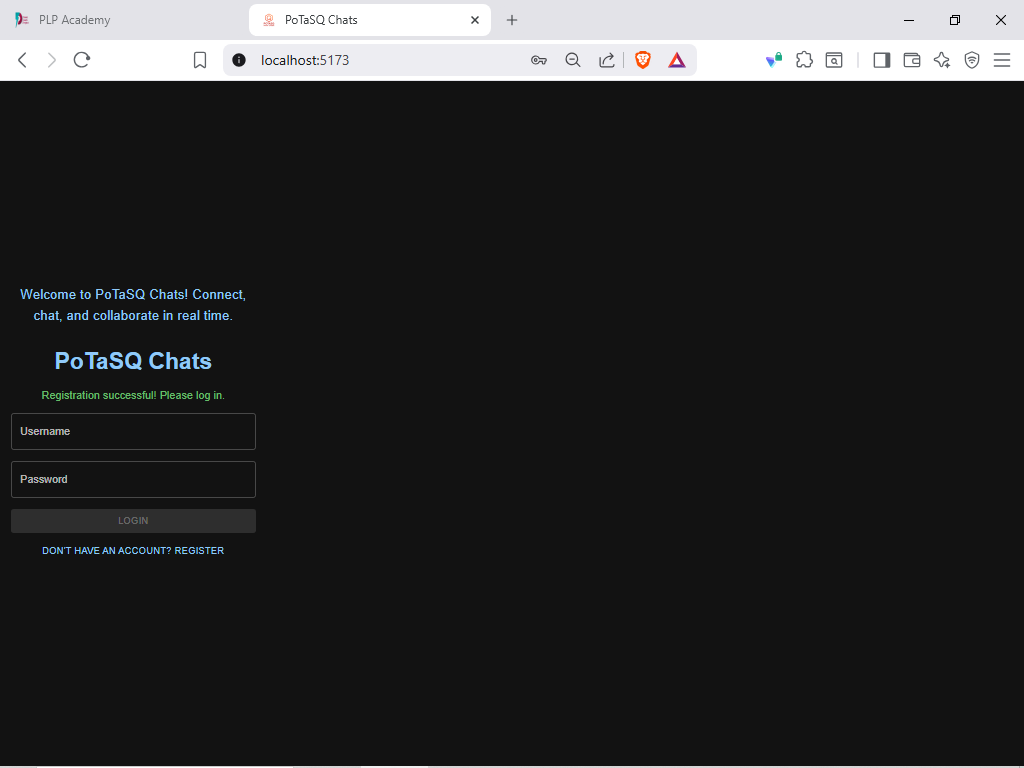 PLP Academy
PoTaSQ Chats
localhost:5173
Welcome to PoTaSQ Chats! Connect,
chat, and collaborate in real time.
PoTaSQ Chats
Registration successful! Please log in.
Username
Password
LOGIN
DON'T HAVE AN ACCOUNT? REGISTER